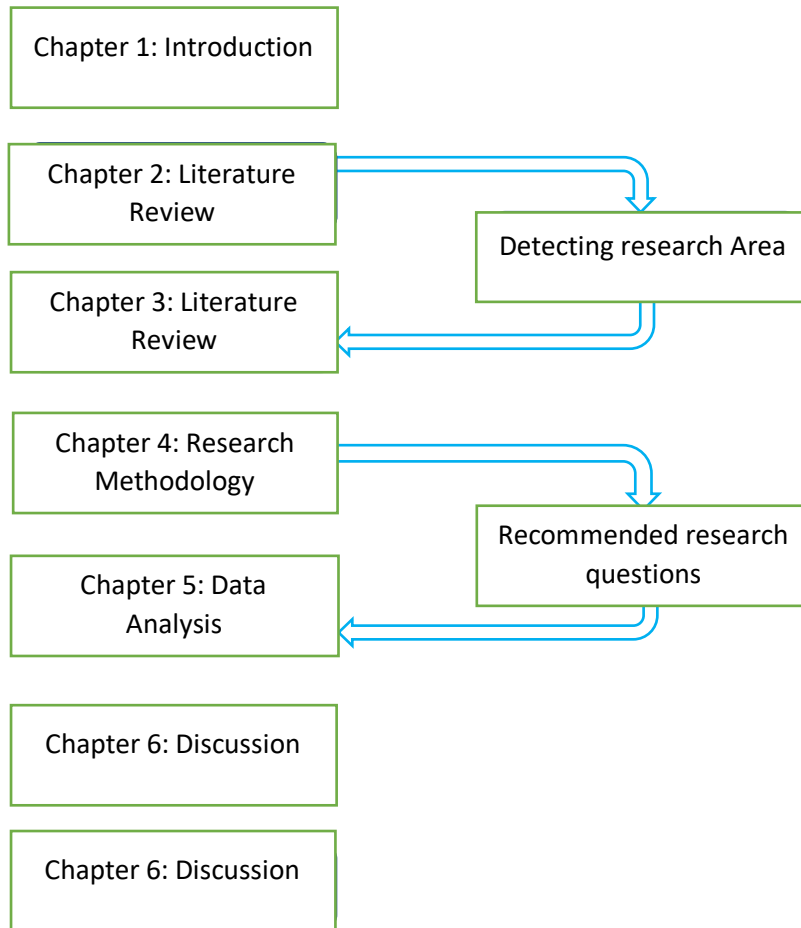 Chapter 1: Introduction
Chapter 2: Literature
Review
Detecting research Area
Chapter 3: Literature
Review
Chapter 4: Research
Methodology
Recommended research
questions
Chapter 5: Data
Analysis
Chapter 6: Discussion
Chapter 6: Discussion